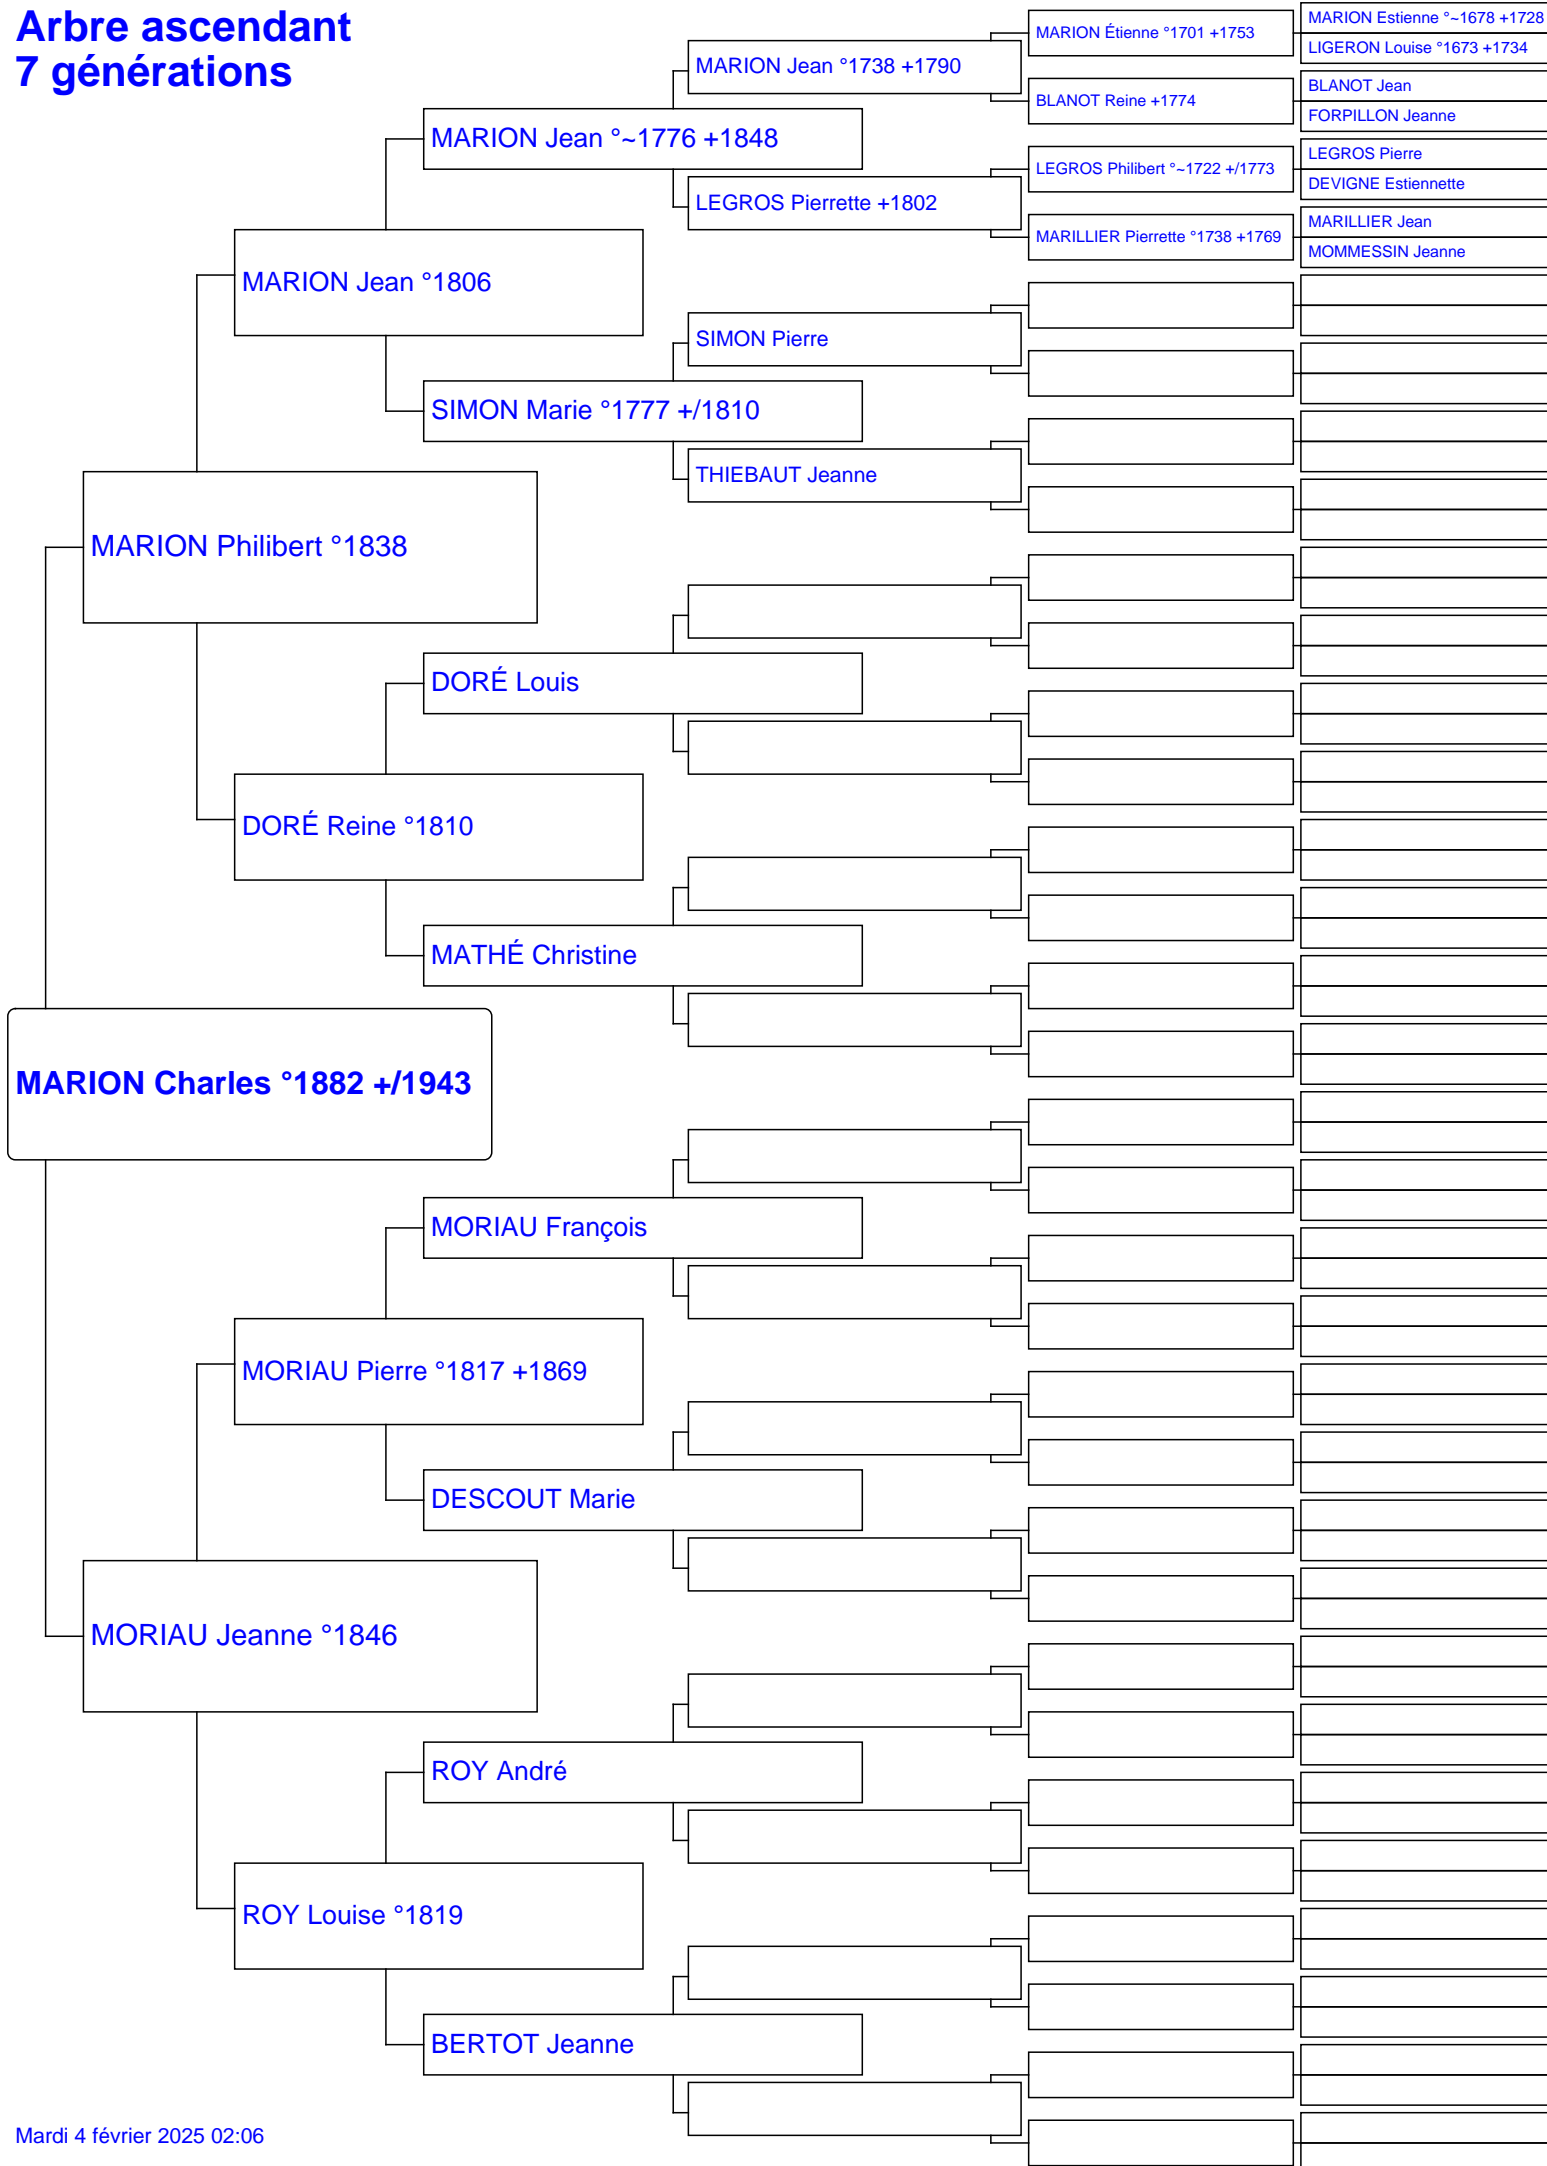 Arbre ascendant
7 générations
MARION Estienne °~1678 +1728
MARION Étienne °1701 +1753
LIGERON Louise °1673 +1734
MARION Jean °1738 +1790
BLANOT Jean
BLANOT Reine +1774
FORPILLON Jeanne
MARION Jean °~1776 +1848
LEGROS Pierre
LEGROS Philibert °~1722 +/1773
DEVIGNE Estiennette
LEGROS Pierrette +1802
MARILLIER Jean
MARILLIER Pierrette °1738 +1769
MOMMESSIN Jeanne
MARION Jean °1806
SIMON Pierre
SIMON Marie °1777 +/1810
THIEBAUT Jeanne
MARION Philibert °1838
DORÉ Louis
DORÉ Reine °1810
MATHÉ Christine
MARION Charles °1882 +/1943
MORIAU François
MORIAU Pierre °1817 +1869
DESCOUT Marie
MORIAU Jeanne °1846
ROY André
ROY Louise °1819
BERTOT Jeanne
Mardi 4 février 2025 02:06